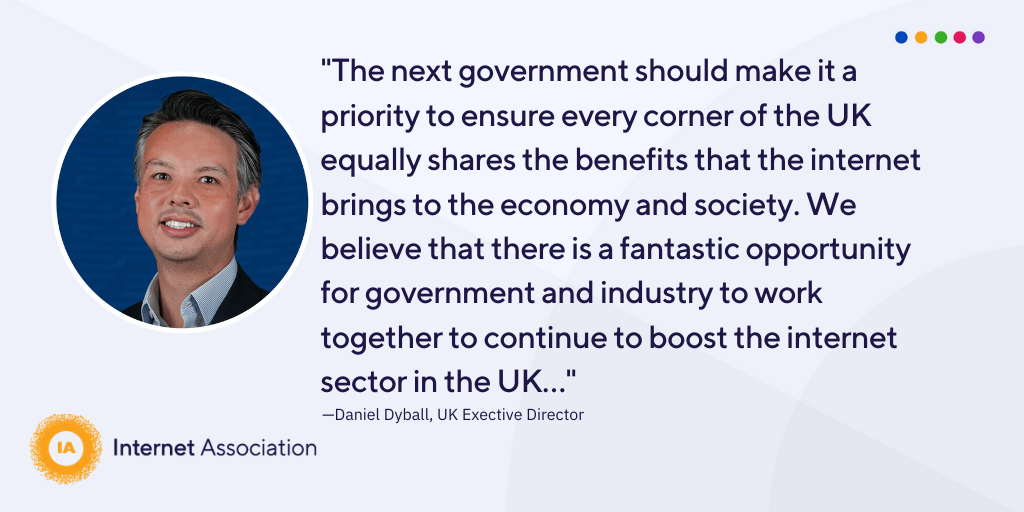 "The next government should make it a
priority to ensure every corner of the UK
equally shares the benefits that the internet
brings to the economy and society. We
believe that there is a fantastic opportunity
for government and industry to work
together to continue to boost the internet
sector in the UK..."
—Daniel Dyball, UK Exective Director
IA
Internet Association